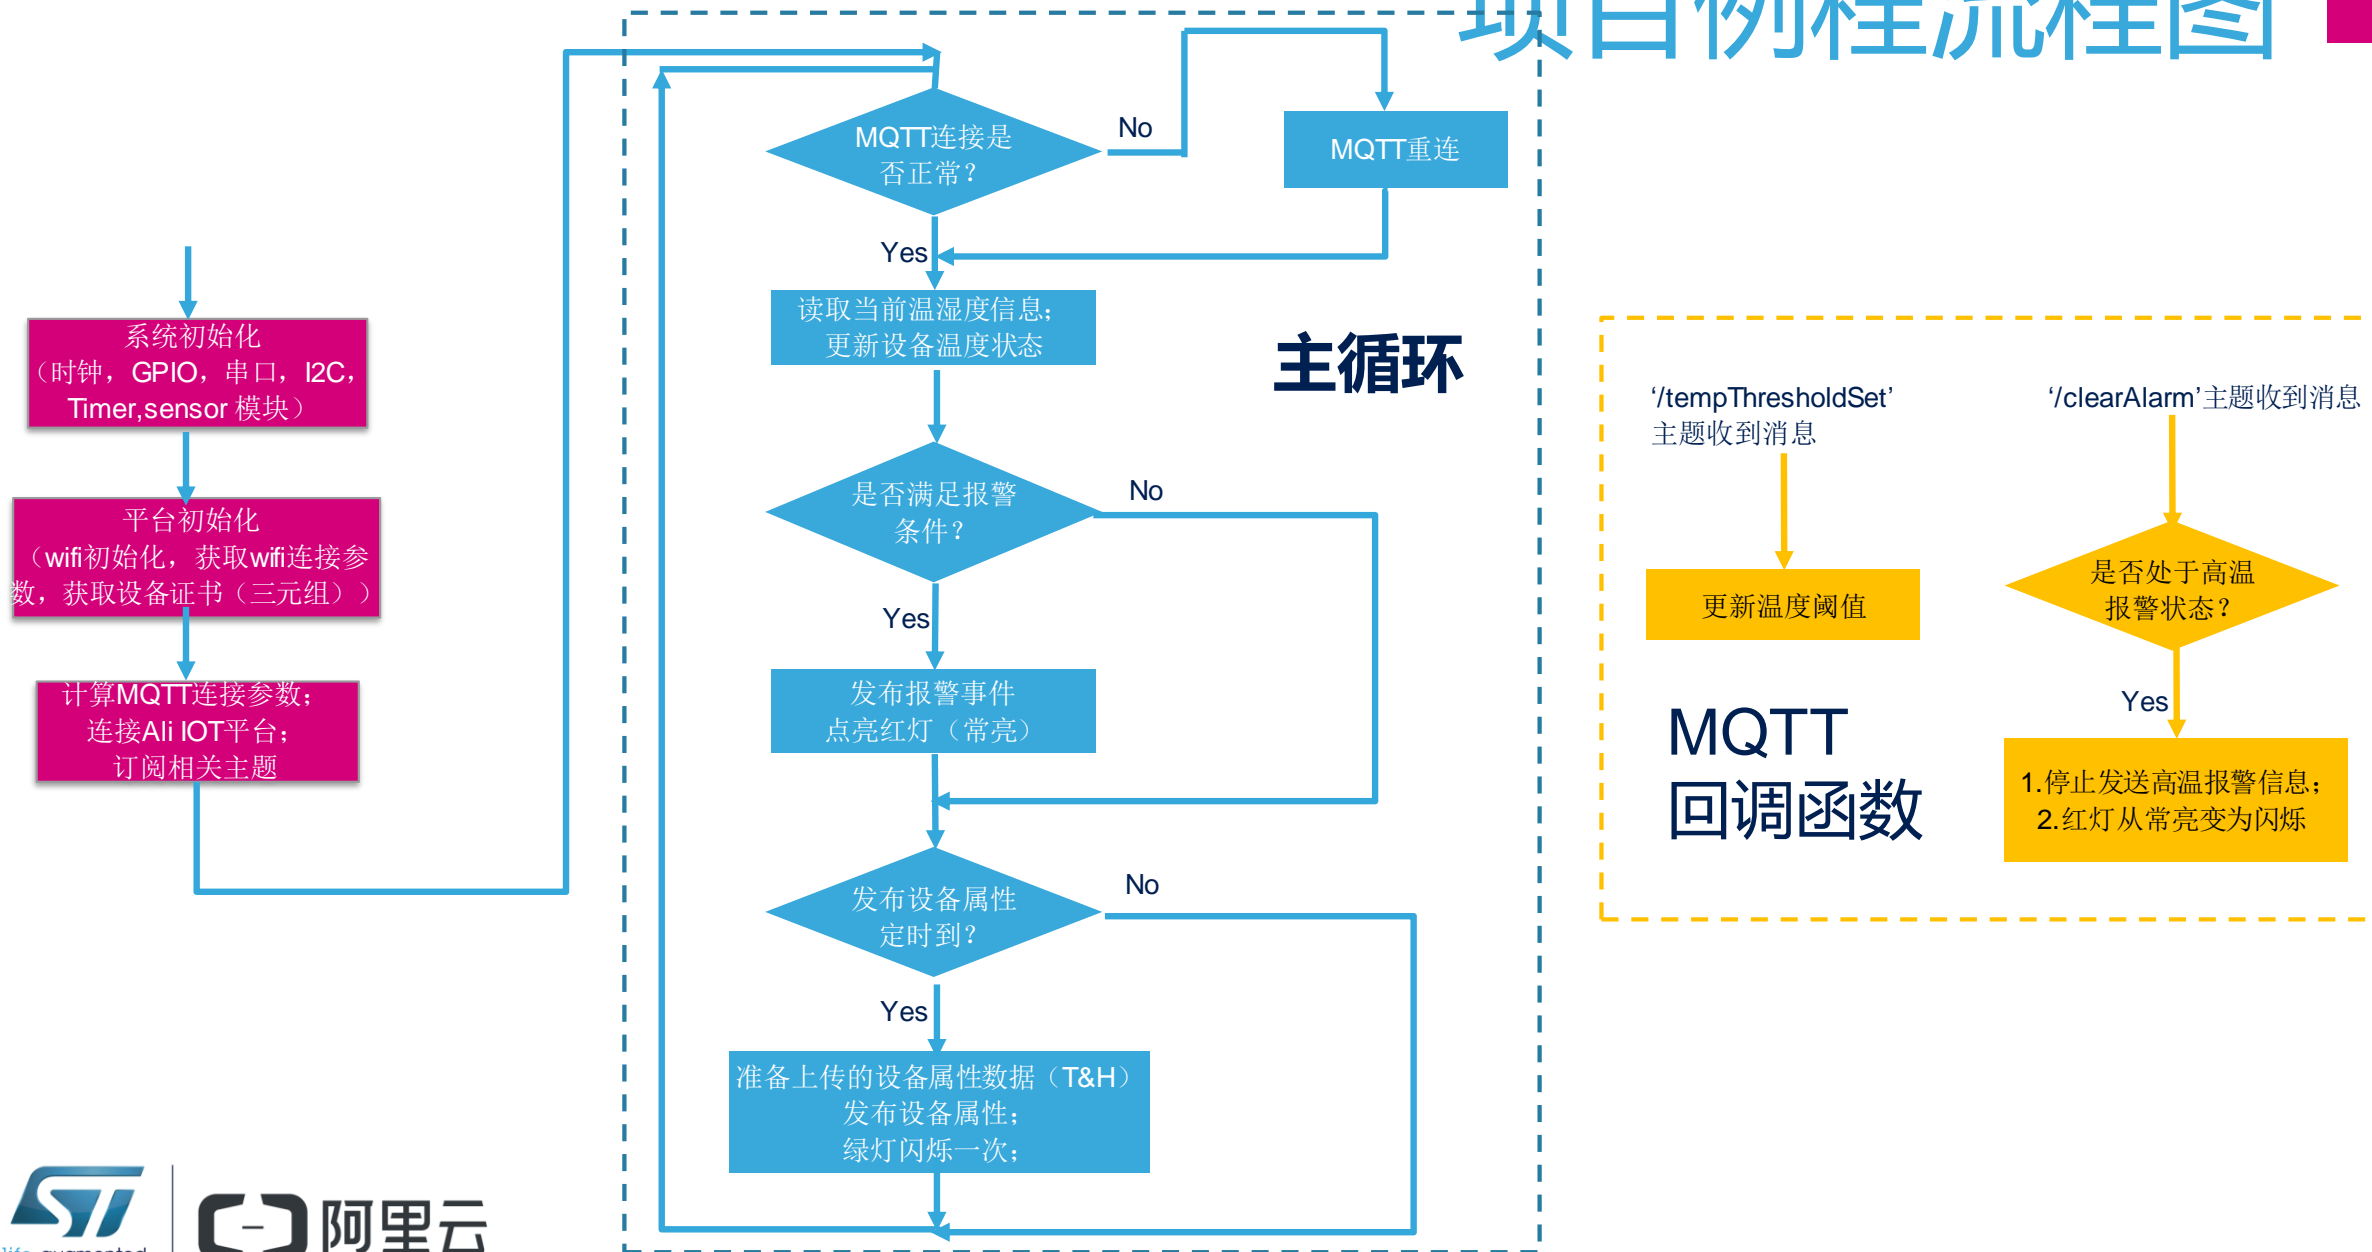 项目例程流程图
系统初始化
（时钟，GPIO，串口，I2C，
Timer,sensor 模块）
平台初始化
（wifi初始化，获取wifi连接参
数，获取设备证书（三元组））
计算MQTT连接参数；
连接Ali IOT平台；
订阅相关主题
MQTT连接是
否正常？
No
MQTT重连
Yes
读取当前温湿度信息；
更新设备温度状态
主循环
是否满足报警
条件？
No
Yes
发布报警事件
点亮红灯（常亮）
发布设备属性
定时到？
No
Yes
准备上传的设备属性数据（T&H）
发布设备属性；
绿灯闪烁一次；
‘/tempThresholdSet’
主题收到消息
更新温度阈值
‘/clearAlarm’主题收到消息
是否处于高温
报警状态？
Yes
1.停止发送高温报警信息；
2.红灯从常亮变为闪烁
MQTT
回调函数
ST
life.augmented
阿里云